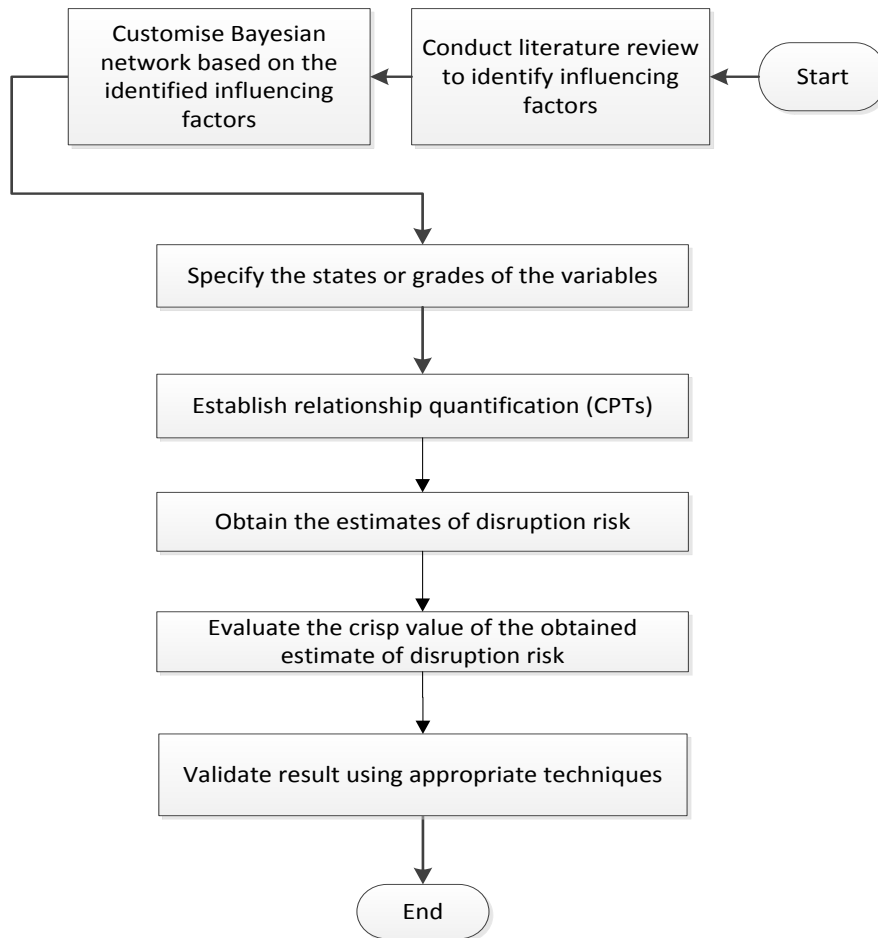 Start
Conduct literature review
to identify influencing
factors
Customise Bayesian
network based on the
identified influencing
factors
Specify the states or grades of the variables
Establish relationship quantification (CPTs)
Obtain the estimates of disruption risk
Evaluate the crisp value of the obtained
estimate of disruption risk
Validate result using appropriate techniques
End